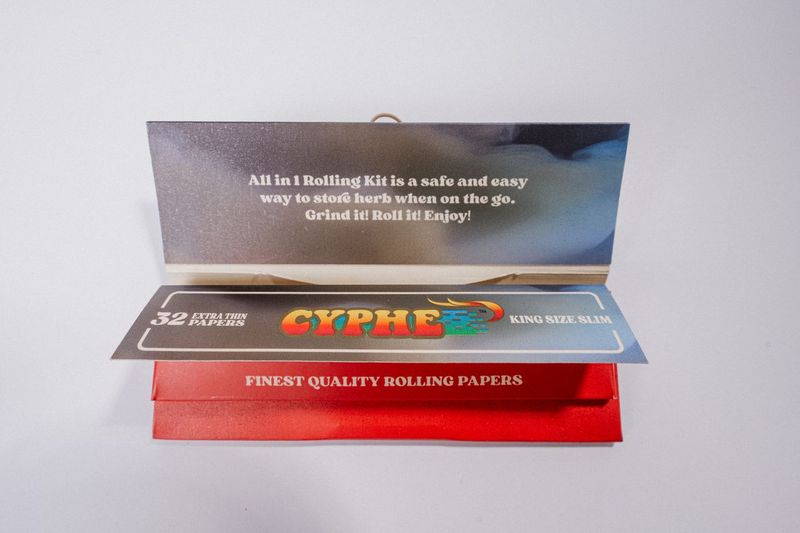 All in 1 Rolling Kit is a safe and easy
way to store herb when on the go.
Grind it! Roll it! Enjoy!
32 EXTRA THIN
PAPERS
CYPHE
KING SIZE SLIM
FINEST QUALITY ROLLING PAPERS